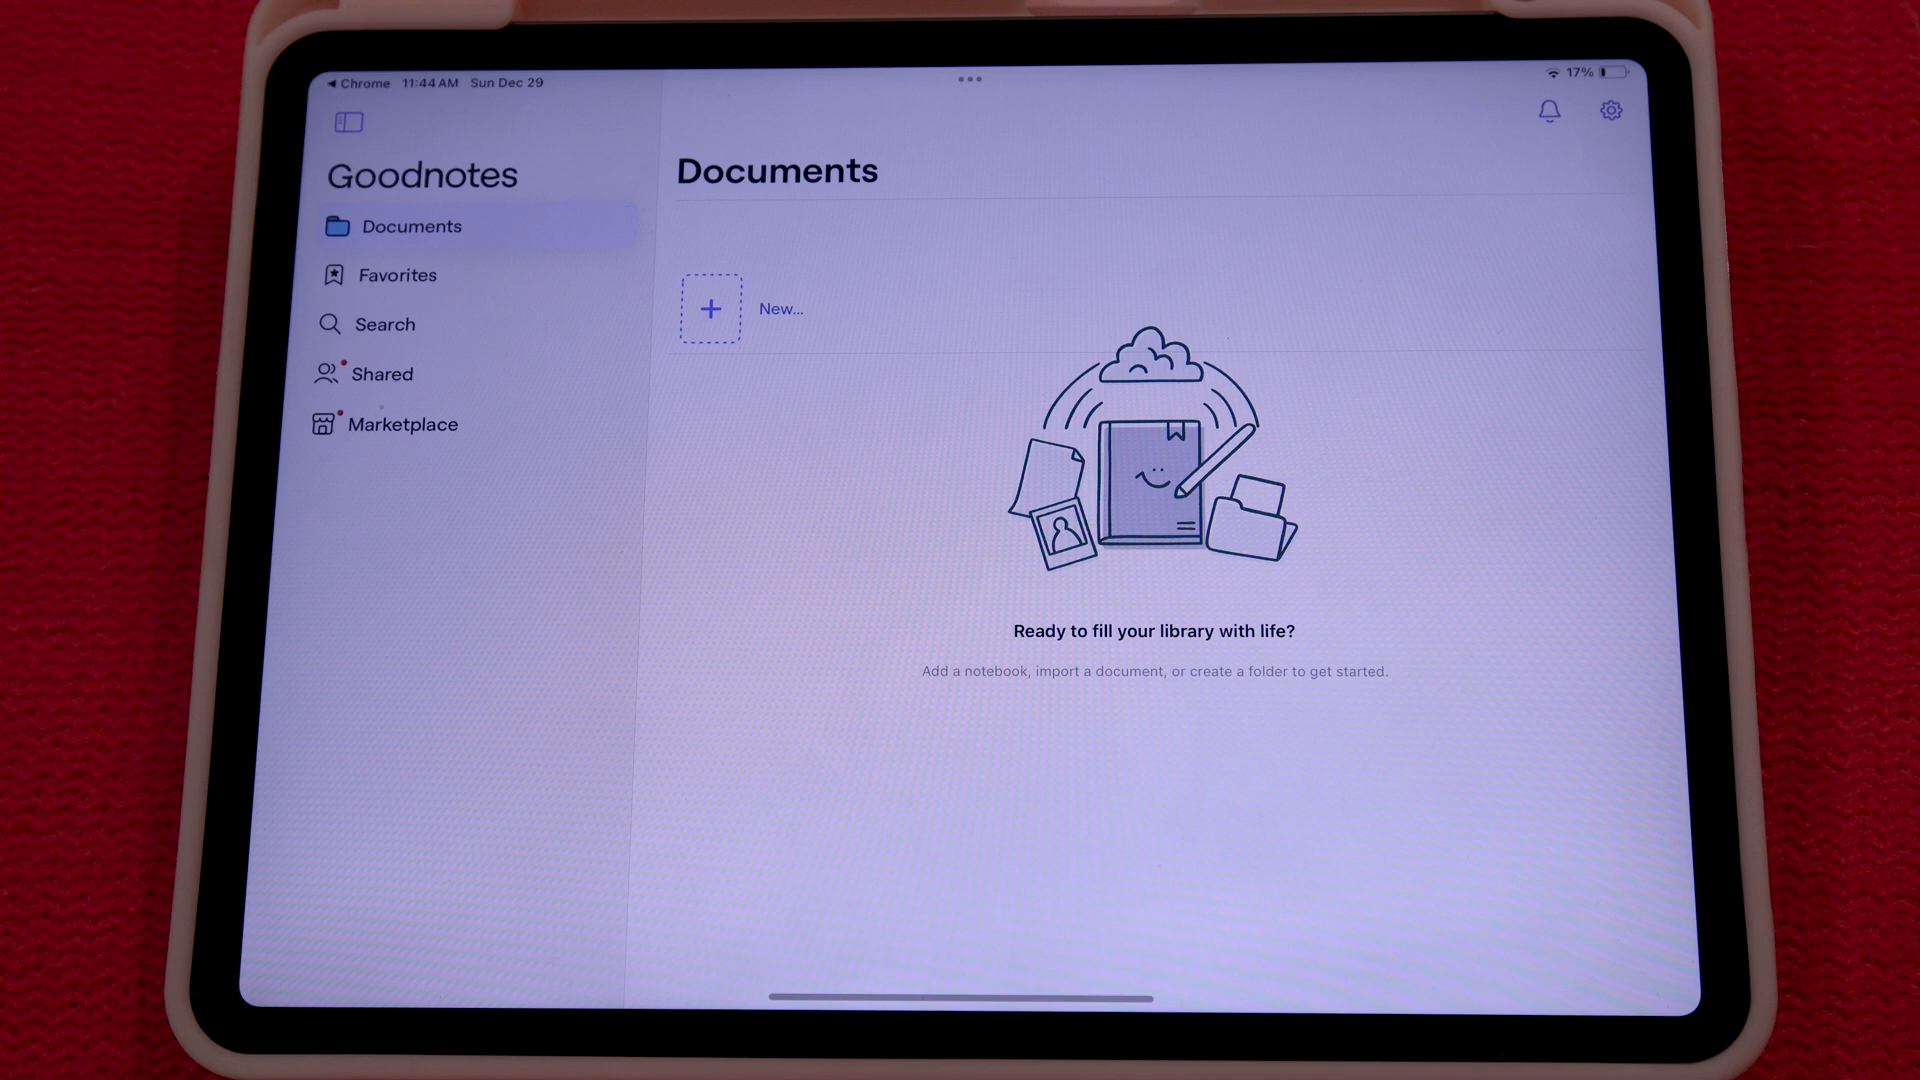 ◀ Chrome 11:44 AM Sun Dec 29
17%
Goodnotes
Documents
Favorites
Search
Shared
Marketplace
Documents
New...
Ready to fill your library with life?
Add a notebook, import a document, or create a folder to get started.